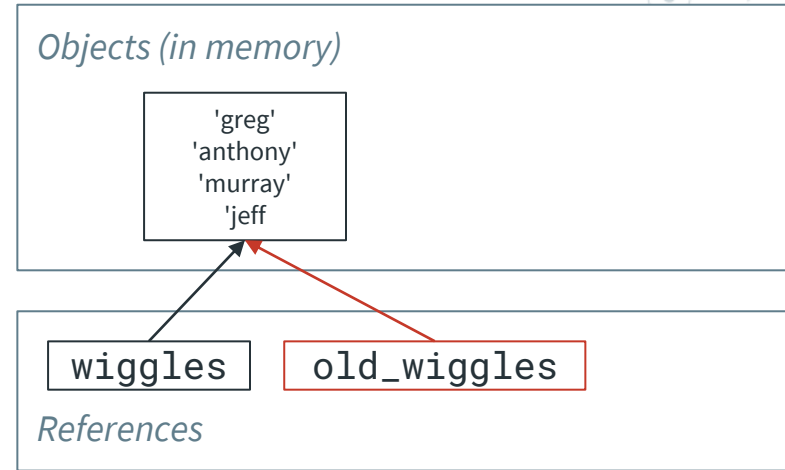 Objects (in memory)
'greg'
'anthony'
'murray'
'jeff
wiggles old_wiggles
References